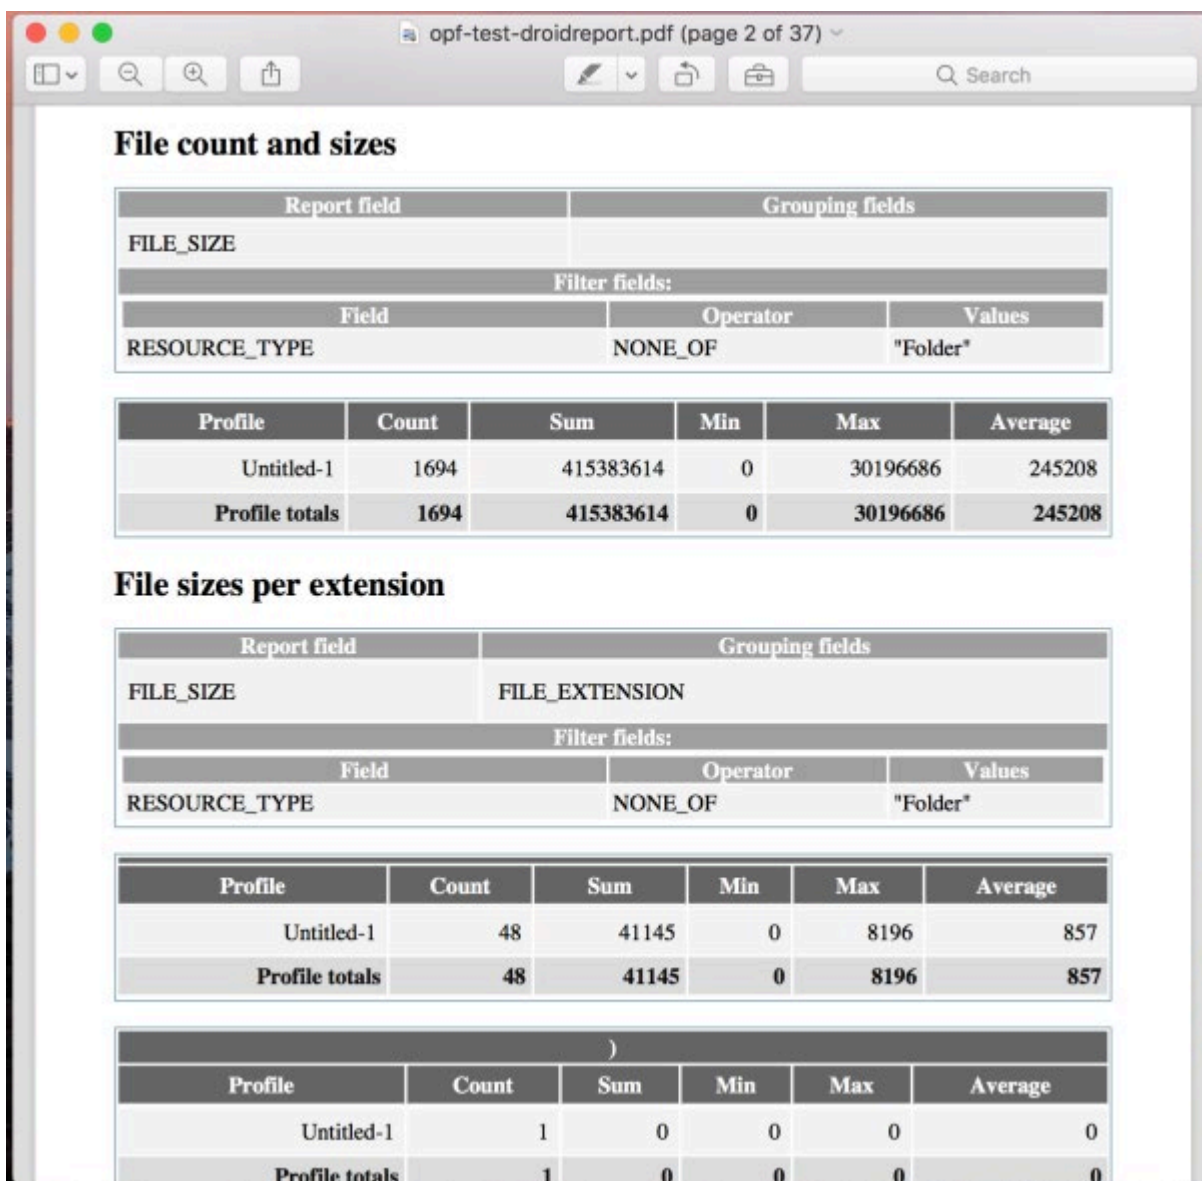 opf-test-droidreport.pdf (page 2 of 37)
Search
File count and sizes
Report field Grouping fields
FILE_SIZE
Filter fields:
Field Operator Values
RESOURCE_TYPE NONE_OF "Folder"
Profile Count Sum Min Max Average
Untitled-1 1694 415383614 0 30196686 245208
Profile totals 1694 415383614 0 30196686 245208
File sizes per extension
Report field Grouping fields
FILE_SIZE FILE_EXTENSION
Filter fields:
Field Operator Values
RESOURCE_TYPE NONE_OF "Folder"
Profile Count Sum Min Max Average
Untitled-1 48 41145 0 8196 857
Profile totals 48 41145 0 8196 857
)
Profile Count Sum Min Max Average
Untitled-1 1 0 0 0 0
Profile totals 1 0 0 0 0